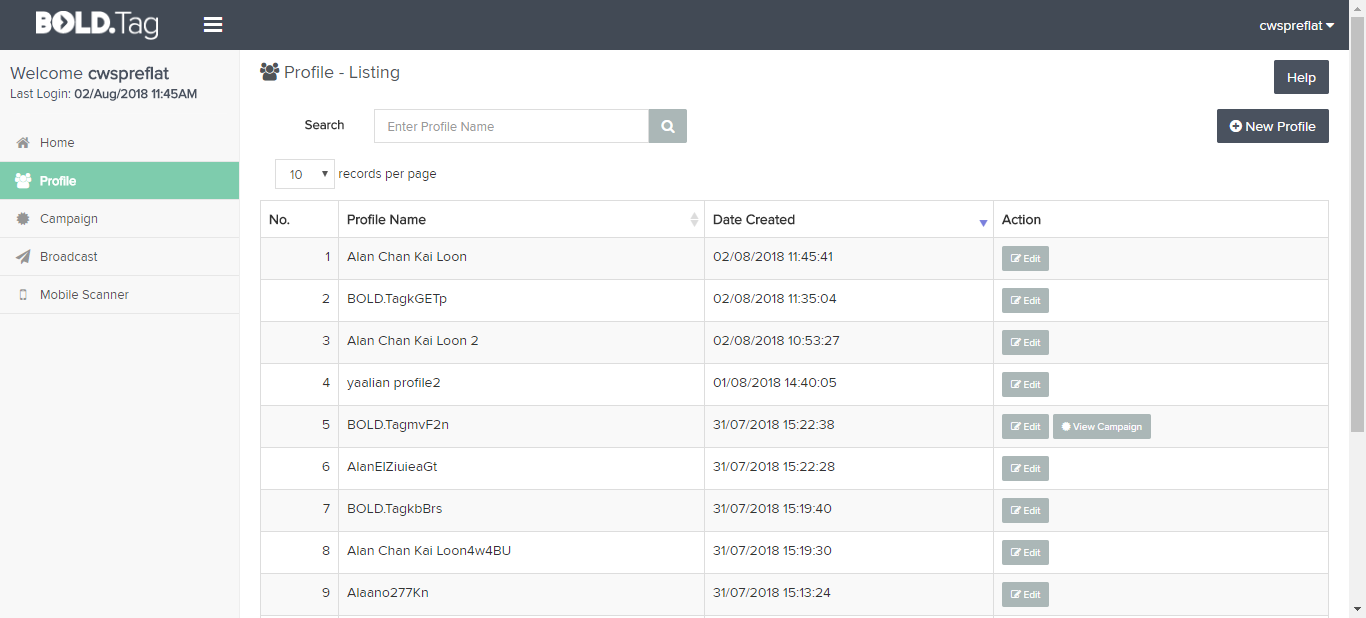 BOLD.Tag
cwspreflat
Welcome cwspreflat
Last Login: 02/Aug/2018 11:45AM
Home
Profile
Campaign
Broadcast
Mobile Scanner
Profile - Listing
Help
Search Enter Profile Name
New Profile
10 records per page
No. Profile Name Date Created Action
1 Alan Chan Kai Loon 02/08/2018 11:45:41 Edit
2 BOLD.TagkGETp 02/08/2018 11:35:04 Edit
3 Alan Chan Kai Loon 2 02/08/2018 10:53:27 Edit
4 yaalian profile2 01/08/2018 14:40:05 Edit
5 BOLD.TagmvF2n 31/07/2018 15:22:38 Edit View Campaign
6 AlanElZiuieaGt 31/07/2018 15:22:28 Edit
7 BOLD.TagkbBrs 31/07/2018 15:19:40 Edit
8 Alan Chan Kai Loon4w4BU 31/07/2018 15:19:30 Edit
9 Alaano277Kn 31/07/2018 15:13:24 Edit